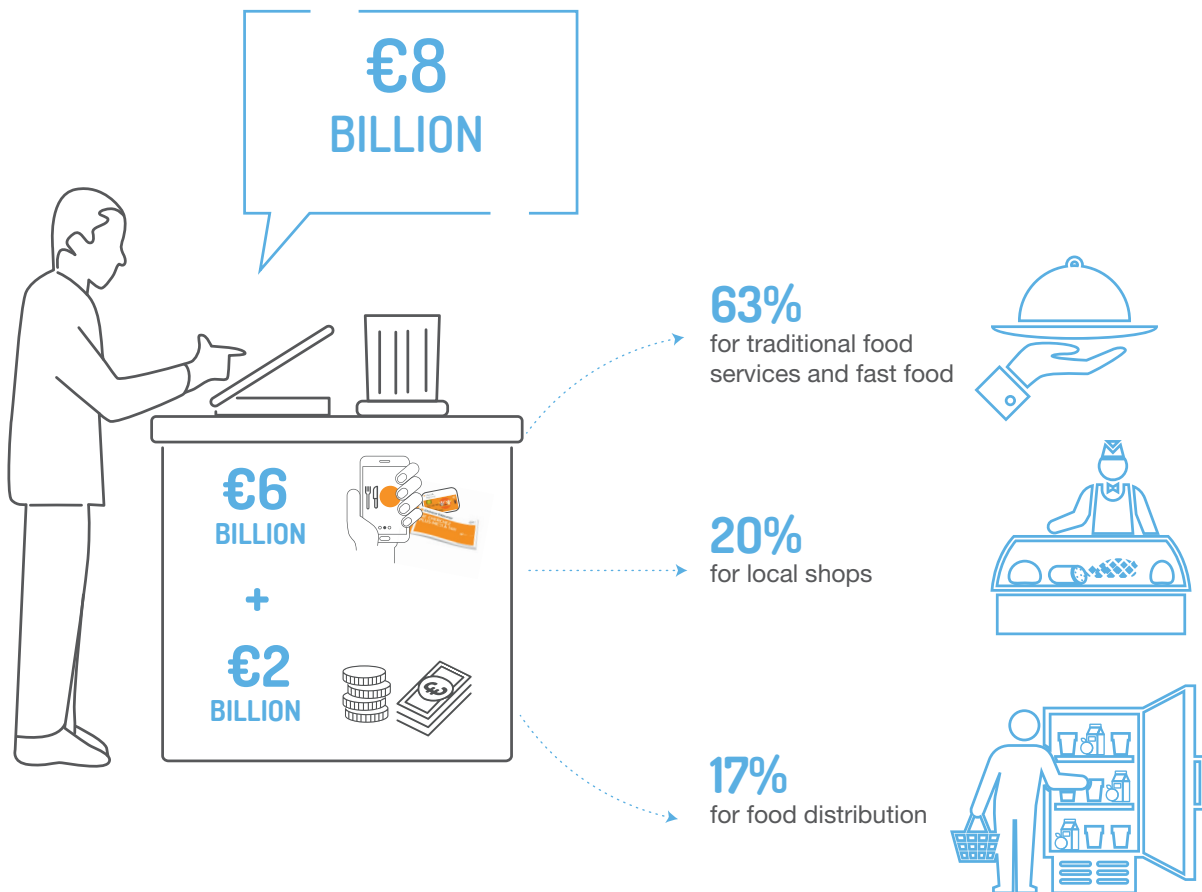 €8
BILLION
63%
for traditional food
services and fast food
€6
BILLION
+
€2
BILLION
20%
for local shops
17%
for food distribution